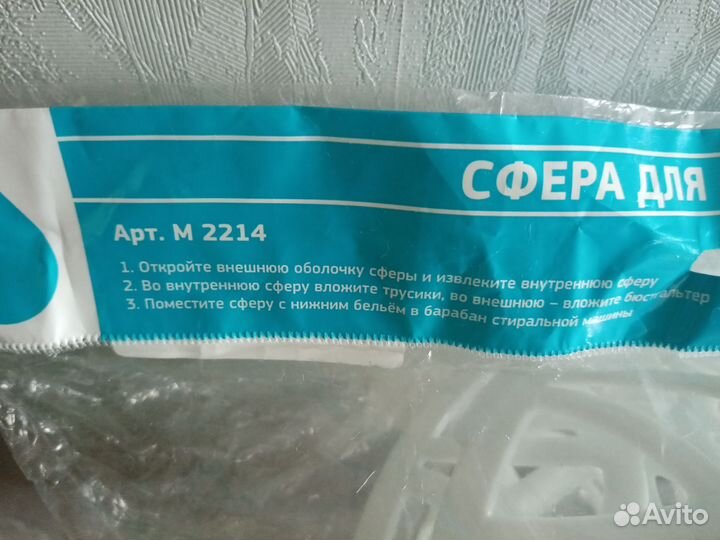 СФЕРА ДЛЯ
Арт. М 2214
1. Откройте внешнюю оболочку сферы и извлеките внутреннюю сферу
2. Во внутреннюю сферу вложите трусики, во внешнюю – вложите бюстгальтер
3. Поместите сферу с нижним бельём в барабан стиральной машины
Avito